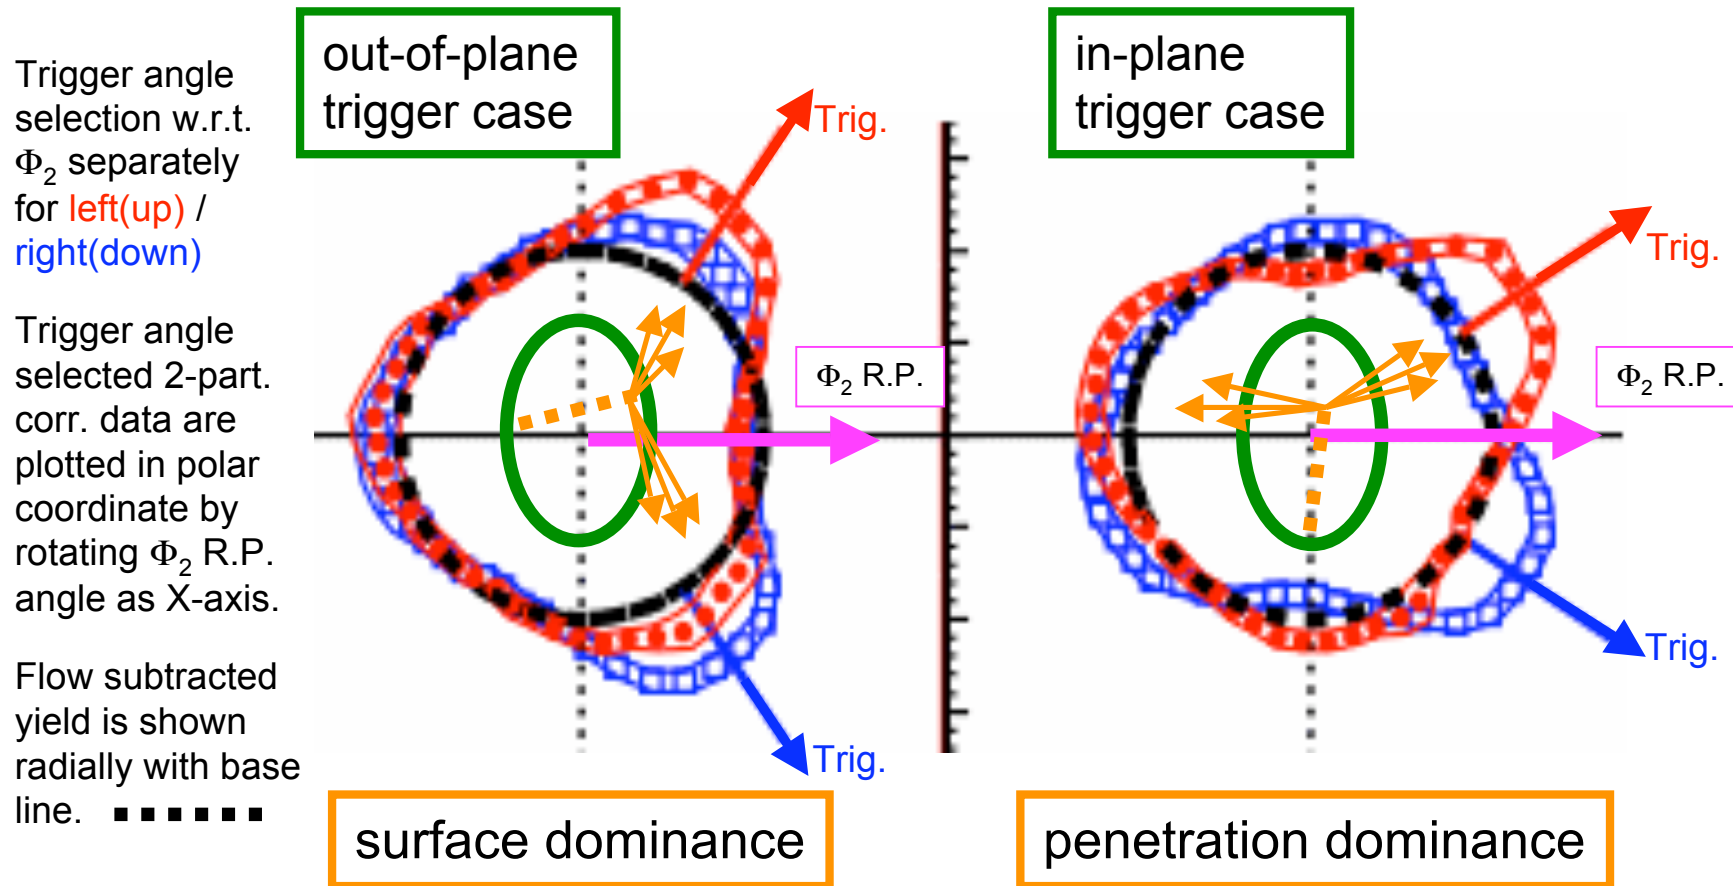 Trigger angle
selection w.r.t.
Φ2 separately
for left(up) /
right(down)
Trigger angle
selected 2-part.
corr. data are
plotted in polar
coordinate by
rotating Φ2 R.P.
angle as X-axis.
Flow subtracted
yield is shown
radially with base
line.
out-of-plane
trigger case
Trig.
Φ2 R.P.
Trig.
surface dominance
in-plane
trigger case
Trig.
Φ2 R.P.
Trig.
penetration dominance